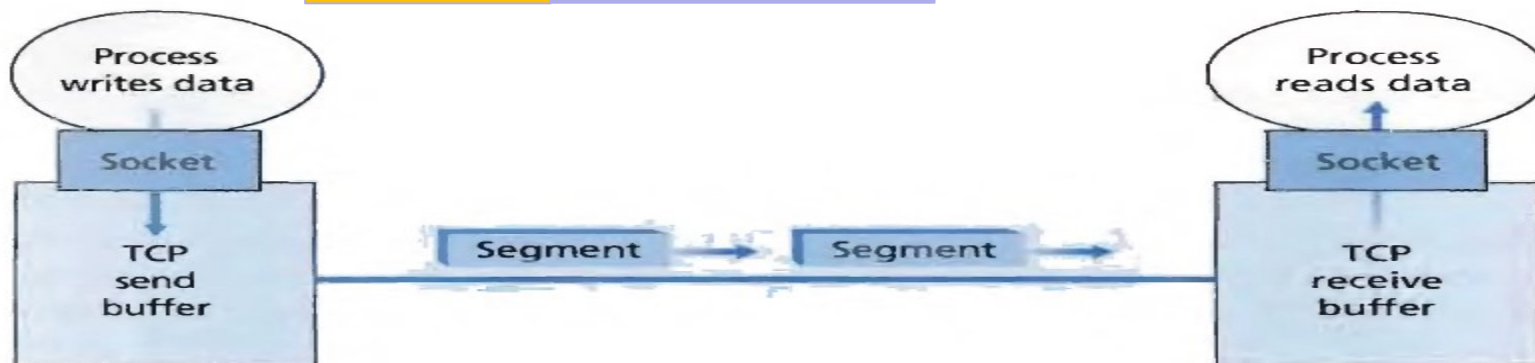 Process
writes data
Socket
TCP
send
buffer
Segment
Segment
Process
reads data
Socket
TCP
receive
buffer